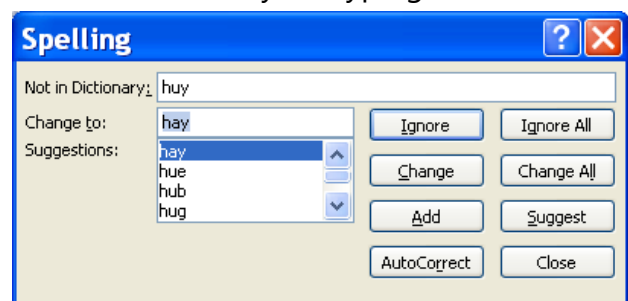 Spelling
Not in Dictionary: huy
Change to: hay Ignore Ignore All
Suggestions: hay
hue Change Change All
hub
hug Add Suggest
AutoCorrect Close